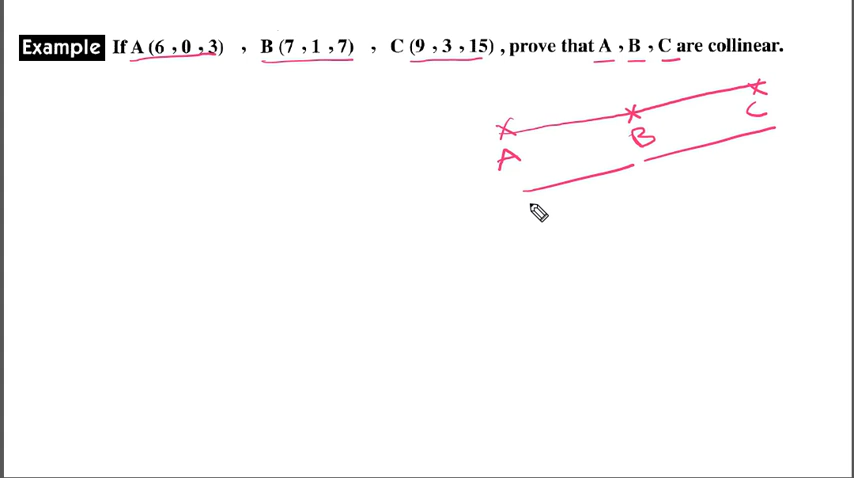 Example If A (6 , 0 , 3) , B (7 , 1 , 7) , C (9 , 3 , 15) , prove that A , B , C are collinear.
C
B
A